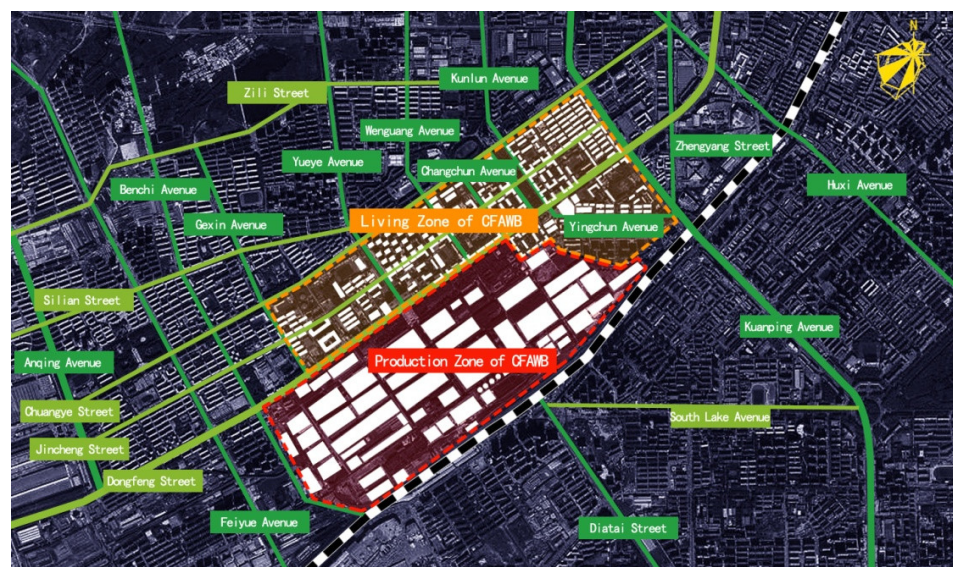 N
Kunlun Avenue
Zili Street
Wenguang Avenue
Zhengyang Street
Yueye Avenue
Changchun Avenue
Benchi Avenue
Huxi Avenue
Gexin Avenue
Living Zone of CFAWB
Yingchun Avenue
Silian Street
Kuanping Avenue
Anqing Avenue
Production Zone of CFAWB
Chuangye Street
South Lake Avenue
Jincheng Street
Dongfeng Street
Feiyue Avenue
Diatai Street